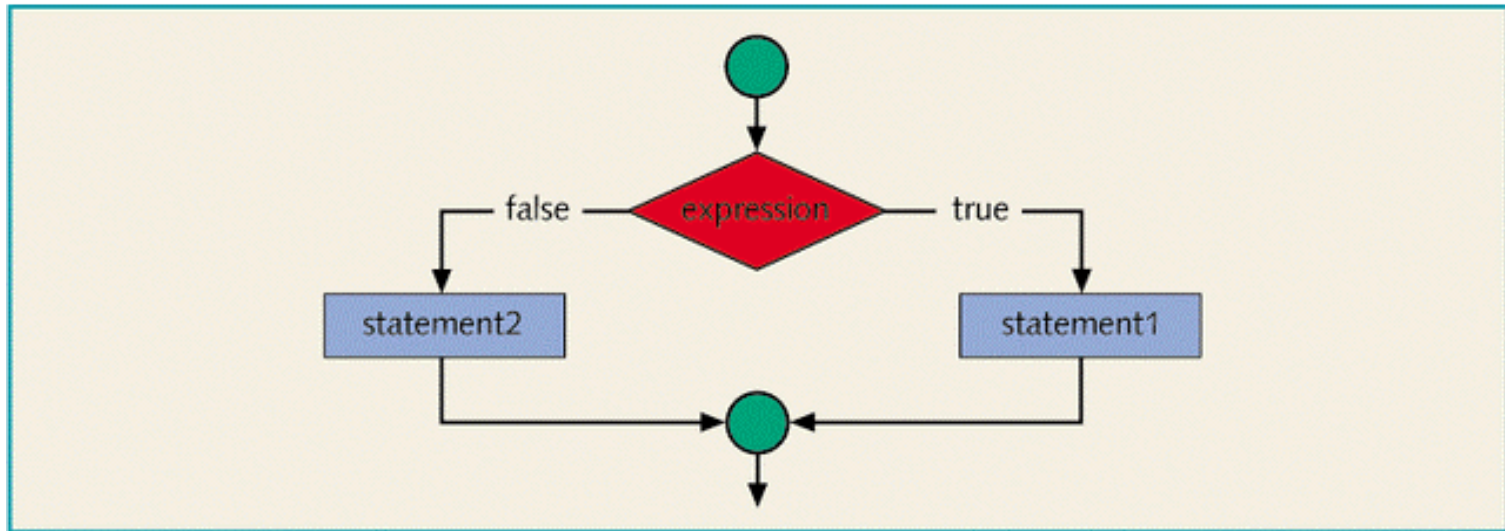 expression
false
true
statement2
statement1